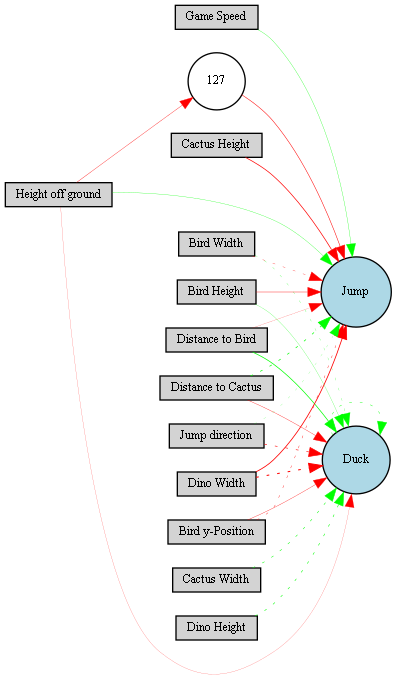 Game Speed
127
Cactus Height
Height off ground
Bird Width
Bird Height
Jump
Distance to Bird
Distance to Cactus
Jump direction
Duck
Dino Width
Bird y-Position
Cactus Width
Dino Height